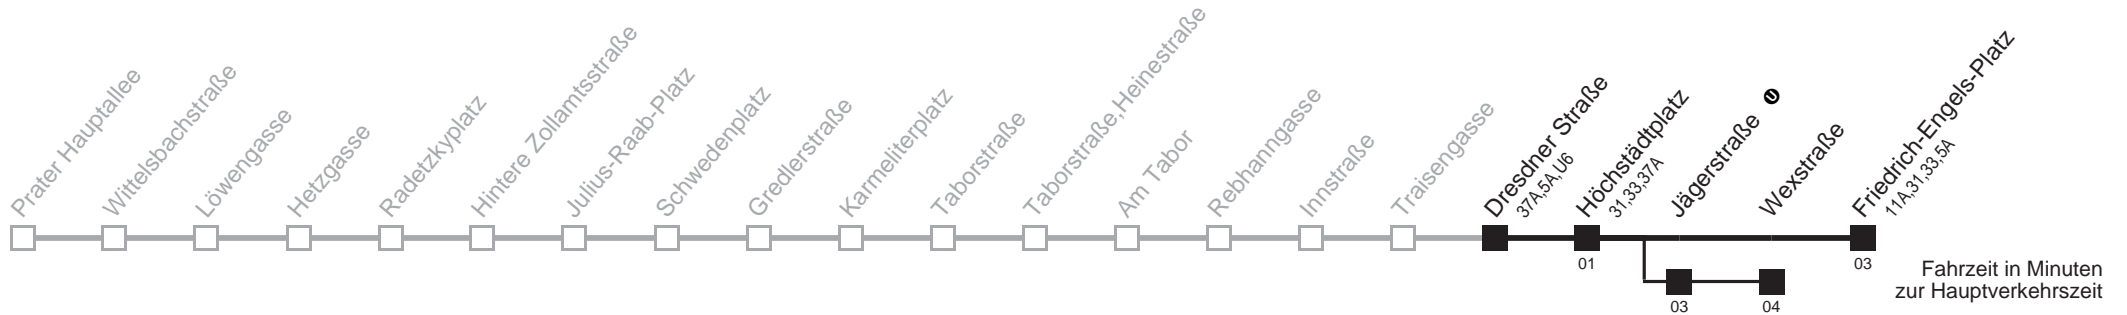 Prater Hauptallee
Wittelsbachstraße
Löwengasse
Hetzgasse
Radetzkyplatz
Hintere Zollamtsstraße
Julius-Raab-Platz
Schwedenplatz
Gredlerstraße
Karmeliterplatz
Taborstraße
Taborstraße,Heinestraße
Am Tabor
Rebhanngasse
Innstraße
Traisengasse
Dresdner Straße
37A,5A,U6
Höchstädtplatz
31,33,37A
Jägerstraße U
Wexstraße
Friedrich-Engels-Platz
11A,31,33,5A
01
03
03
04
Fahrzeit in Minuten
zur Hauptverkehrszeit